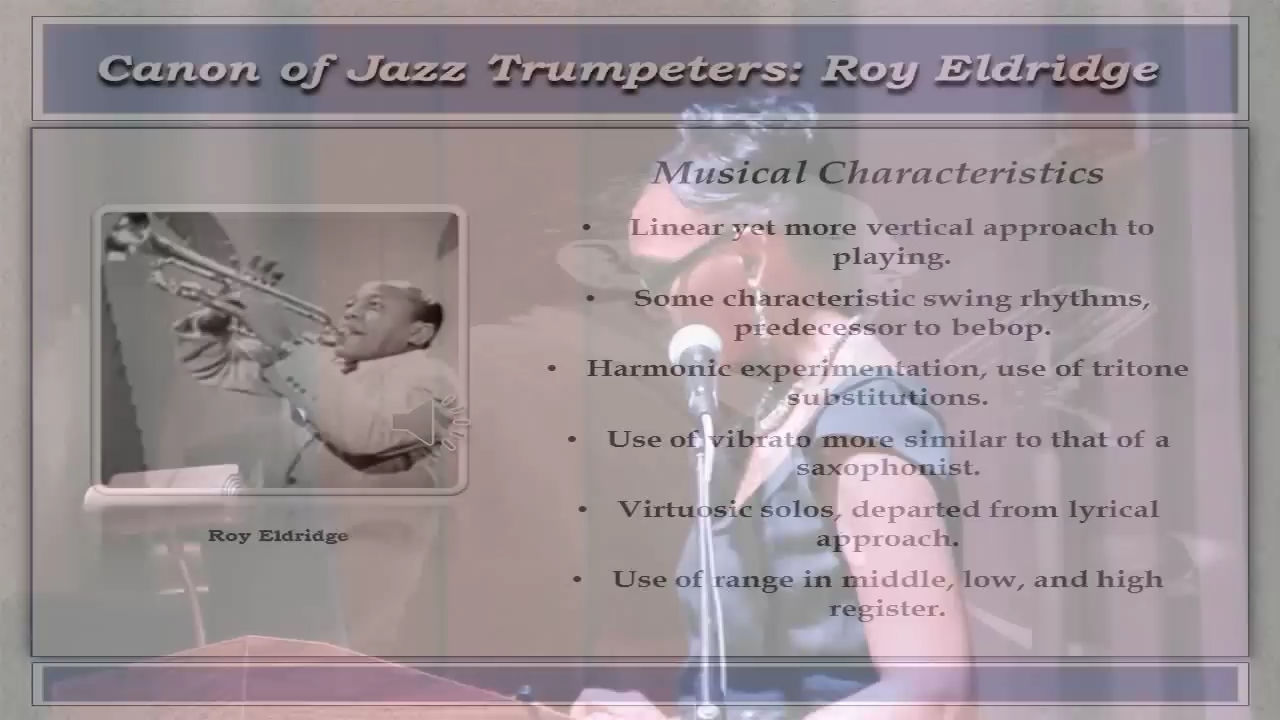 Canon of Jazz Trumpeters: Roy Eldridge
Musical Characteristics
• Linear yet more vertical approach to
playing.
• Some characteristic swing rhythms,
predecessor to bebop.
• Harmonic experimentation, use of tritone
substitutions.
• Use of vibrato more similar to that of a
saxophonist.
• Virtuosic solos, departed from lyrical
approach.
• Use of range in middle, low, and high
register.
Roy Eldridge